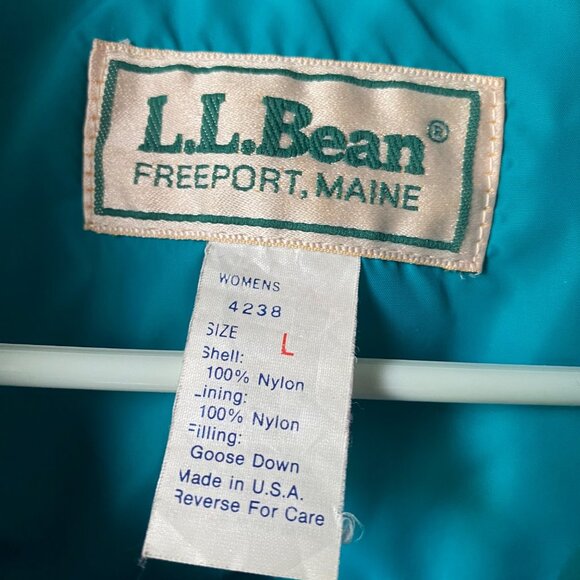 L.L.Bean®
FREEPORT, MAINE
WOMENS
4238
SIZE L
Shell:
100% Nylon
Lining:
100% Nylon
Filling:
Goose Down
Made in U.S.A.
Reverse For Care